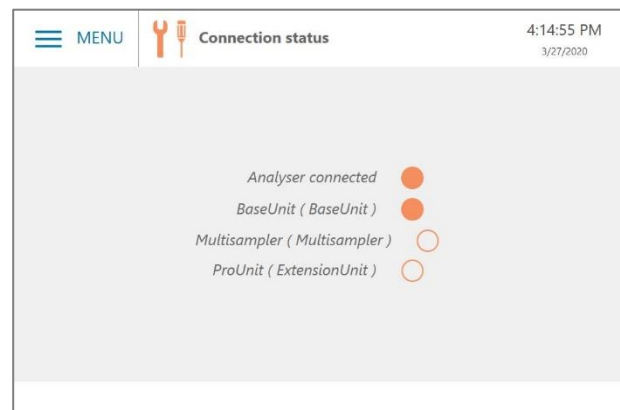 MENU
Connection status
4:14:55 PM
3/27/2020
Analyser connected
BaseUnit ( BaseUnit )
Multisampler ( Multisampler )
ProUnit ( ExtensionUnit )